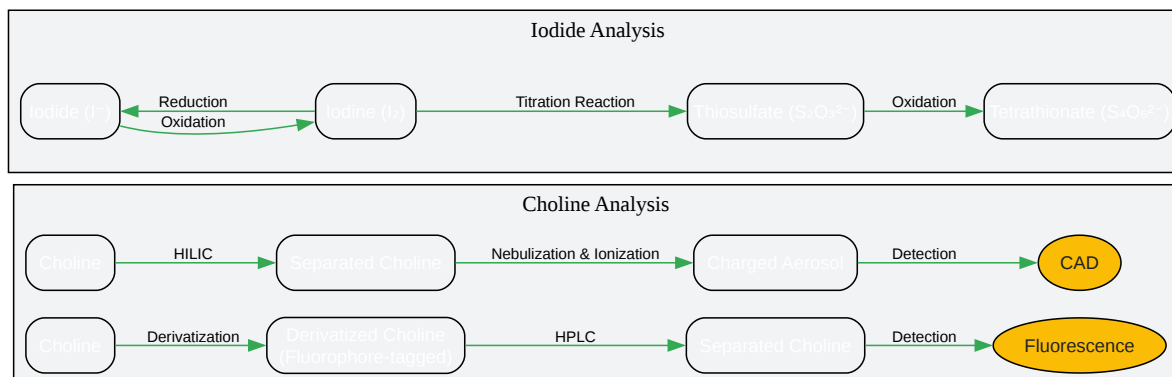 Iodide Analysis
Iodide (I⁻)
Reduction
Oxidation
Iodine (I₂)
Titration Reaction
Thiosulfate (S₂O₃²⁻)
Oxidation
Tetrathionate (S₄O₆²⁻)
Choline Analysis
Choline
HILIC
Separated Choline
Nebulization & Ionization
Charged Aerosol
Detection
CAD
Choline
Derivatization
Derivatized Choline
(Fluorophore-tagged)
HPLC
Separated Choline
Detection
Fluorescence